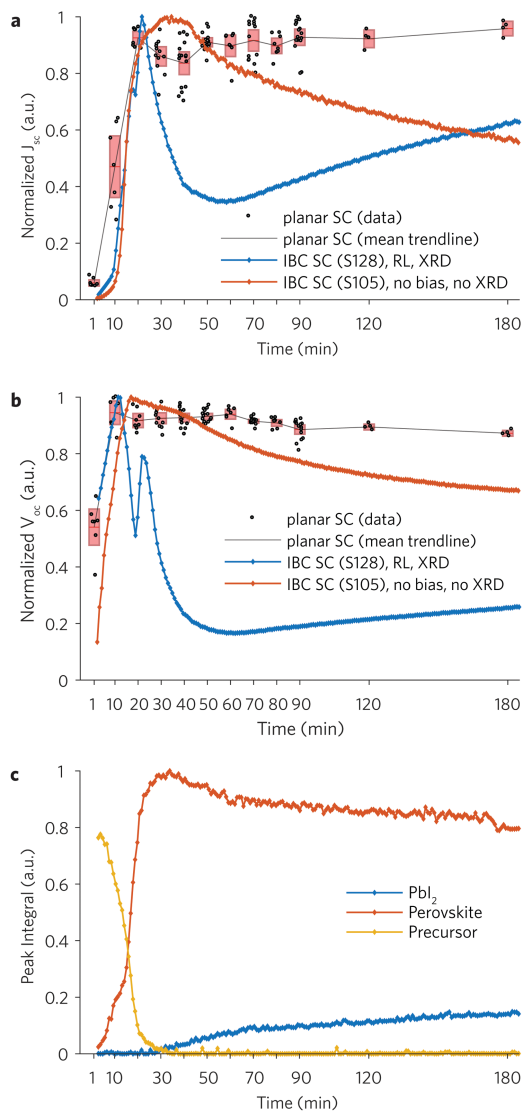 a
Normalized Jsc (a.u.)
1
0.8
0.6
0.4
0.2
0
planar SC (data)
planar SC (mean trendline)
IBC SC (S128), RL, XRD
IBC SC (S105), no bias, no XRD
1 10 20 30 40 50 60 70 80 90 120 180
Time (min)
b
Normalized Voc (a.u.)
1
0.8
0.6
0.4
0.2
0
planar SC (data)
planar SC (mean trendline)
IBC SC (S128), RL, XRD
IBC SC (S105), no bias, no XRD
1 10 20 30 40 50 60 70 80 90 120 180
Time (min)
c
Peak Integral (a.u.)
1
0.8
0.6
0.4
0.2
0
PbI2
Perovskite
Precursor
1 10 20 30 40 50 60 70 80 90 120 180
Time (min)